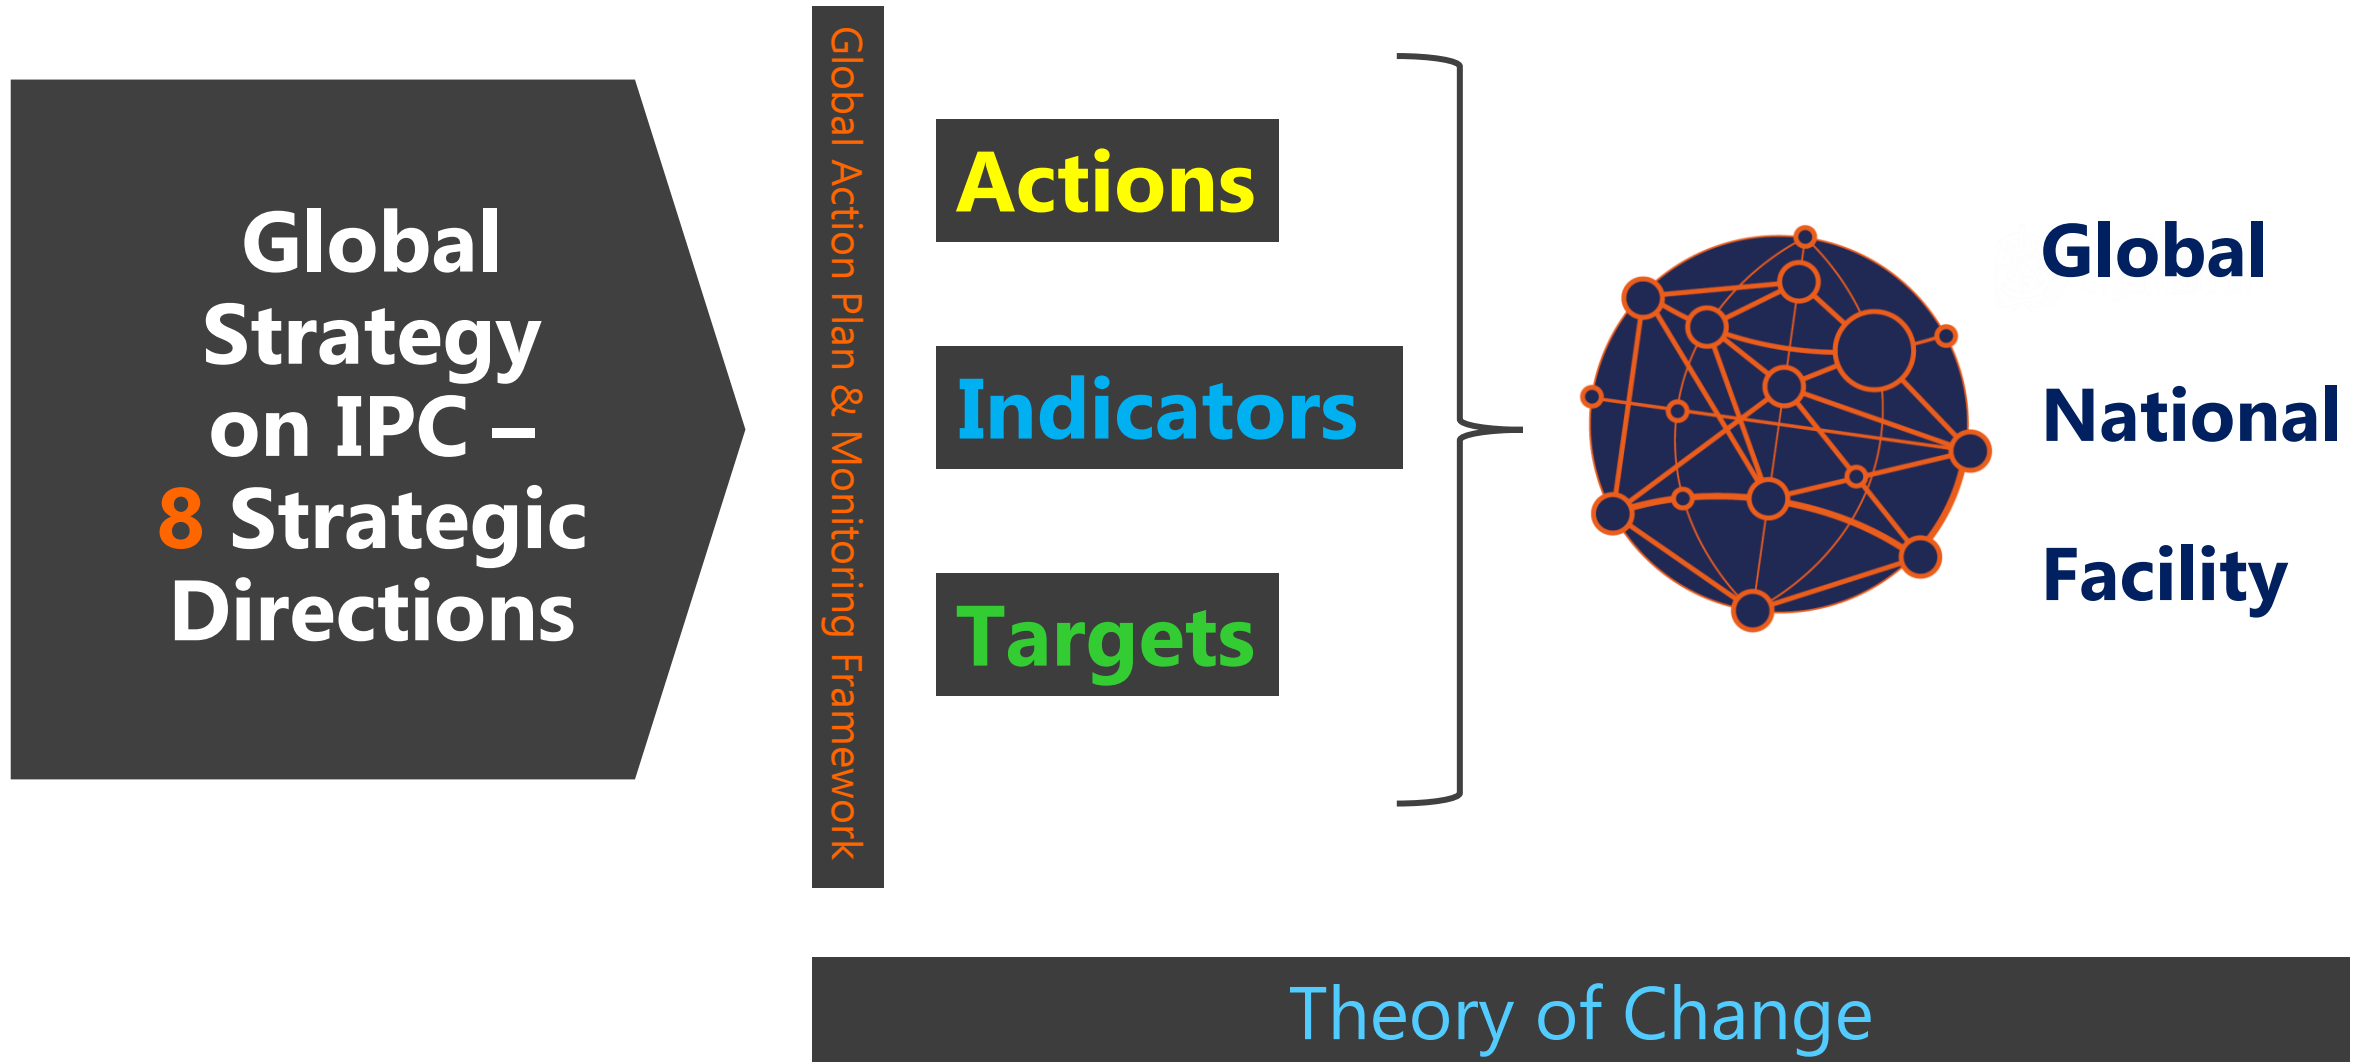 Global
Strategy
on IPC –
8 Strategic
Directions
Global Action Plan & Monitoring Framework
Actions
Indicators
Targets
Global
National
Facility
Theory of Change